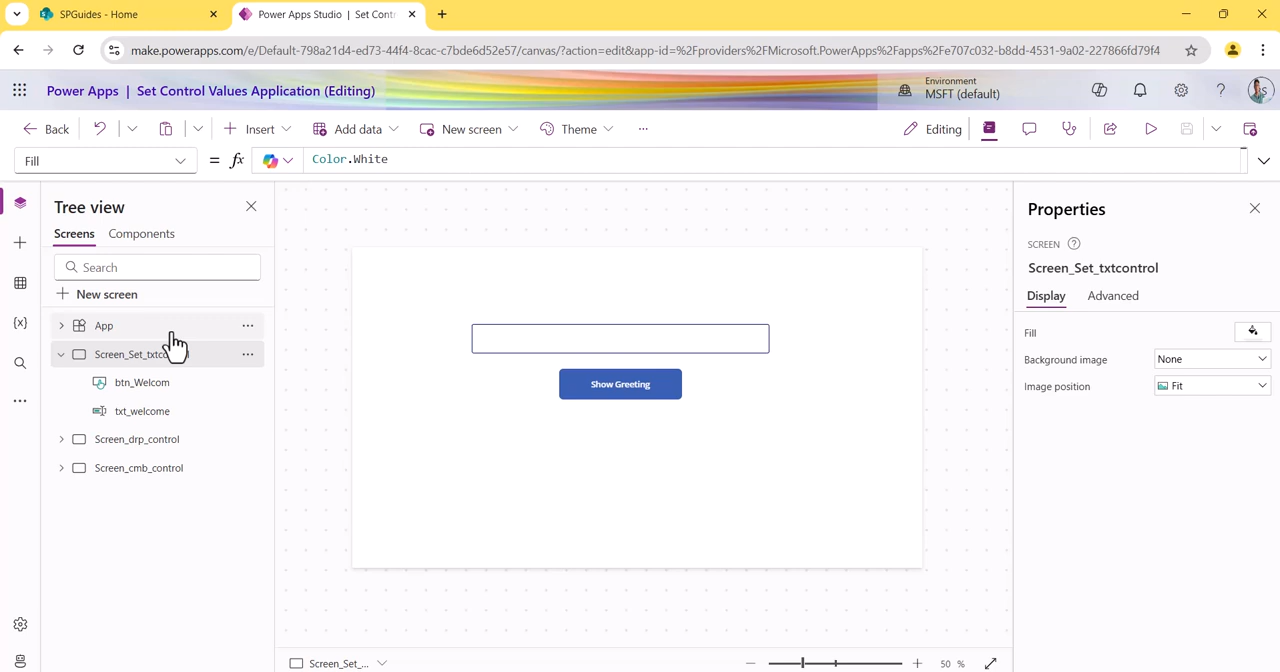 SPGuides - Home
Power Apps Studio | Set Contr
make.powerapps.com/e/Default-798a21d4-ed73-44f4-8cac-c7bde6d52e57/canvas/?action=edit&app-id=%2Fproviders%2FMicrosoft.PowerApps%2Fapps%2Fe707c032-b8dd-4531-9a02-227866fd79f4
Power Apps | Set Control Values Application (Editing)
Environment
MSFT (default)
Back
Insert
Add data
New screen
Theme
Editing
Fill
= fx
Color.White
Tree view
Screens
Components
Search
New screen
App
Screen_Set_txtco
btn_Welcom
txt_welcome
Screen_drp_control
Screen_cmb_control
Show Greeting
Properties
SCREEN
Screen_Set_txtcontrol
Display
Advanced
Fill
Background image
None
Image position
Fit
Screen_Set_...
50 %